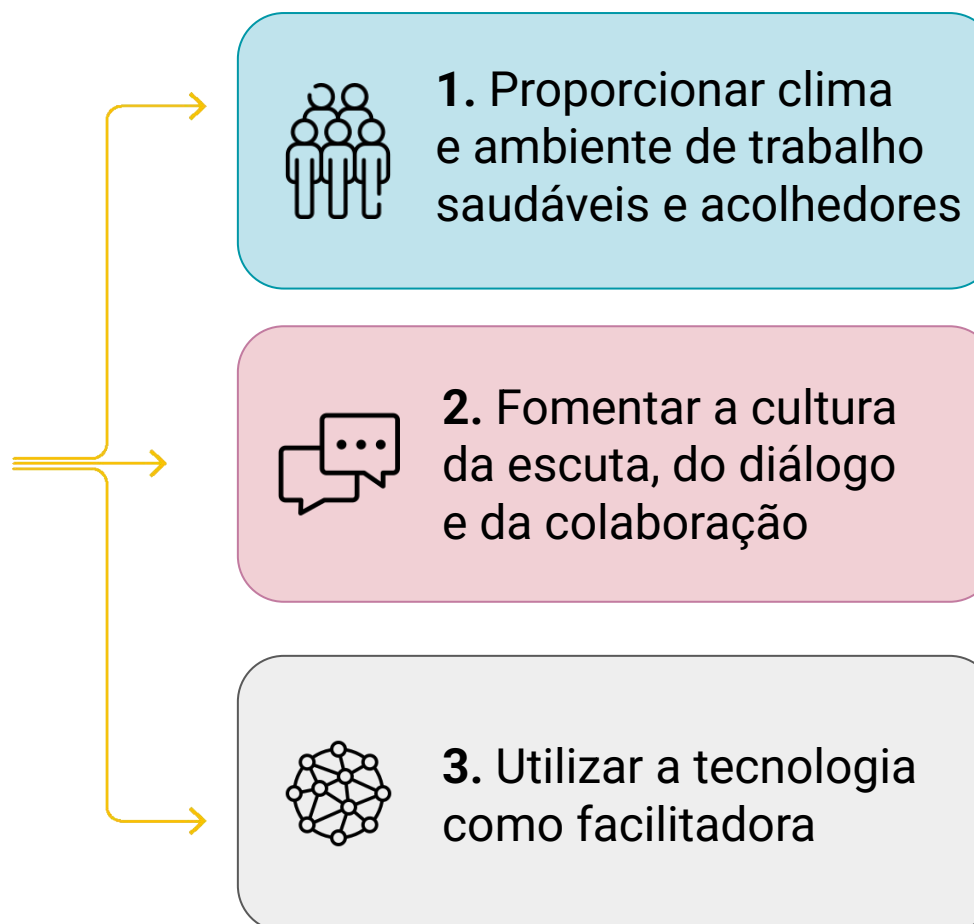 1. Proporcionar clima
e ambiente de trabalho
saudáveis e acolhedores
2. Fomentar a cultura
da escuta, do diálogo
e da colaboração
3. Utilizar a tecnologia
como facilitadora